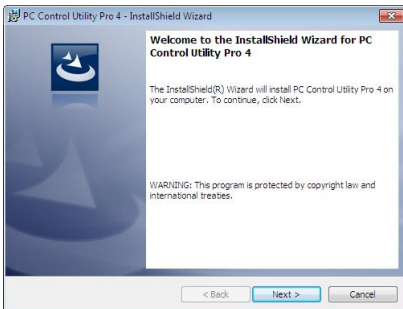 PC Control Utility Pro 4 - InstallShield Wizard
Welcome to the InstallShield Wizard for PC
Control Utility Pro 4
The InstallShield(R) Wizard will install PC Control Utility Pro 4 on
your computer. To continue, click Next.
WARNING: This program is protected by copyright law and
international treaties.
< Back
Next >
Cancel